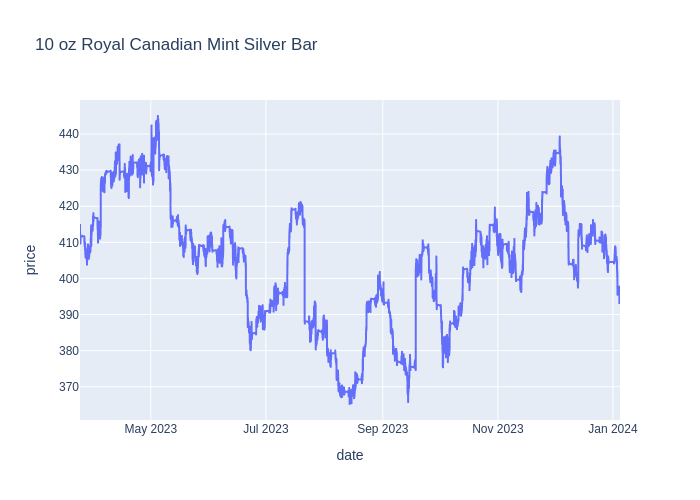 10 oz Royal Canadian Mint Silver Bar
440
430
420
410
400
390
380
370
price
May 2023
Jul 2023
Sep 2023
Nov 2023
Jan 2024
date